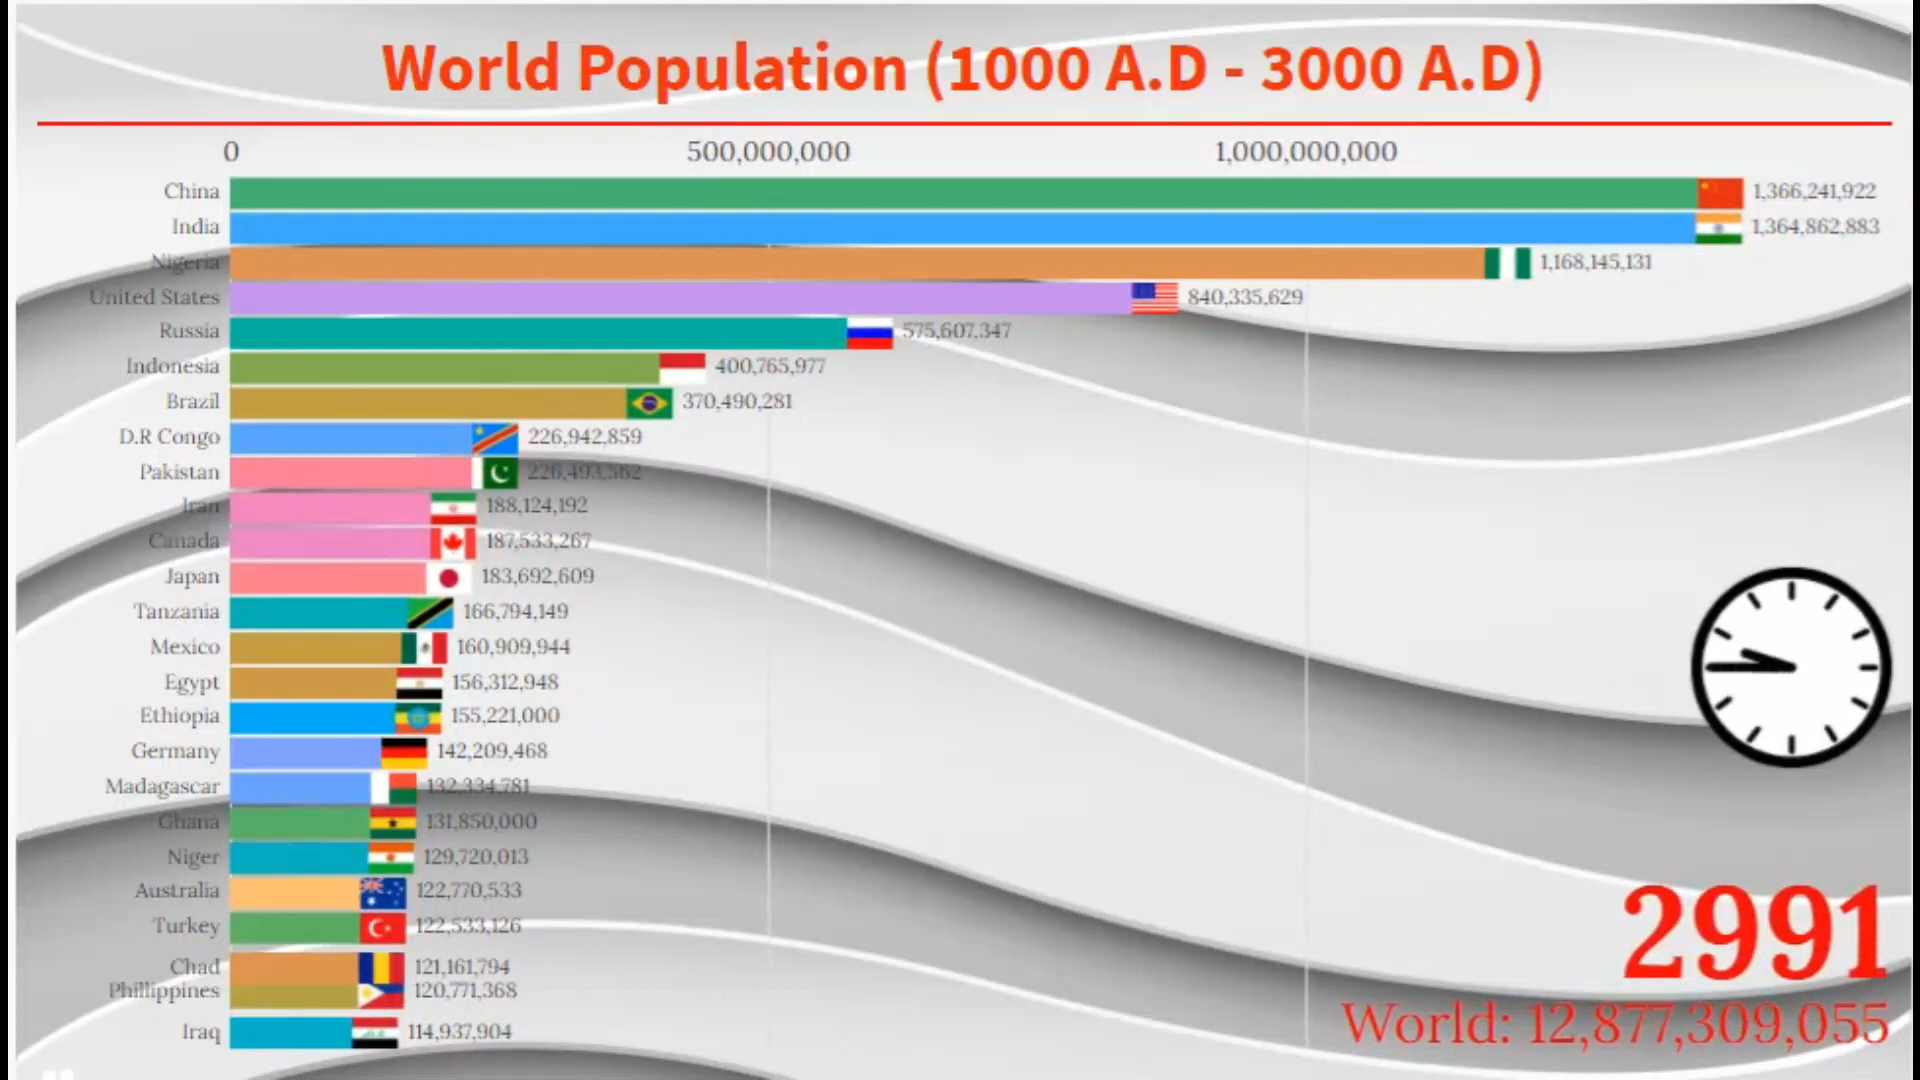 World Population (1000 A.D - 3000 A.D)
0 500,000,000 1,000,000,000
China 1,366,241,922
India 1,364,862,883
Nigeria 1,168,145,131
United States 840,335,629
Russia 575,607,347
Indonesia 400,765,977
Brazil 370,490,281
D.R Congo 226,942,859
Pakistan 226,493,362
Iran 188,124,192
Canada 187,533,267
Japan 183,692,609
Tanzania 166,794,149
Mexico 160,909,944
Egypt 156,312,948
Ethiopia 155,221,000
Germany 142,209,468
Madagascar 132,334,781
Ghana 131,850,000
Niger 129,720,013
Australia 122,770,533
Turkey 122,533,126
Chad 121,161,794
Phillippines 120,771,368
Iraq 114,937,904
2991
World: 12,877,309,055